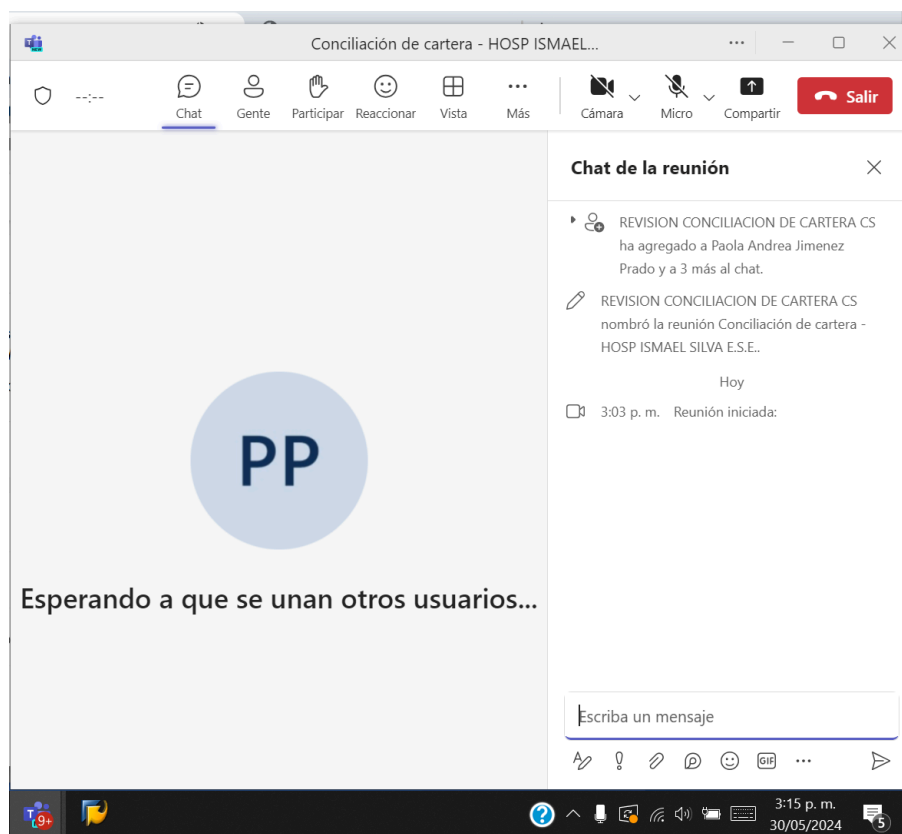 Conciliación de cartera - HOSP ISMAEL...
--:--
Chat
Gente
Participar
Reaccionar
Vista
Más
Cámara
Micro
Compartir
Salir
Chat de la reunión
REVISION CONCILIACION DE CARTERA CS
ha agregado a Paola Andrea Jimenez
Prado y a 3 más al chat.
REVISION CONCILIACION DE CARTERA CS
nombró la reunión Conciliación de cartera -
HOSP ISMAEL SILVA E.S.E..
Hoy
3:03 p. m. Reunión iniciada:
PP
Esperando a que se unan otros usuarios...
Escriba un mensaje
GIF
9+
3:15 p. m.
30/05/2024
5